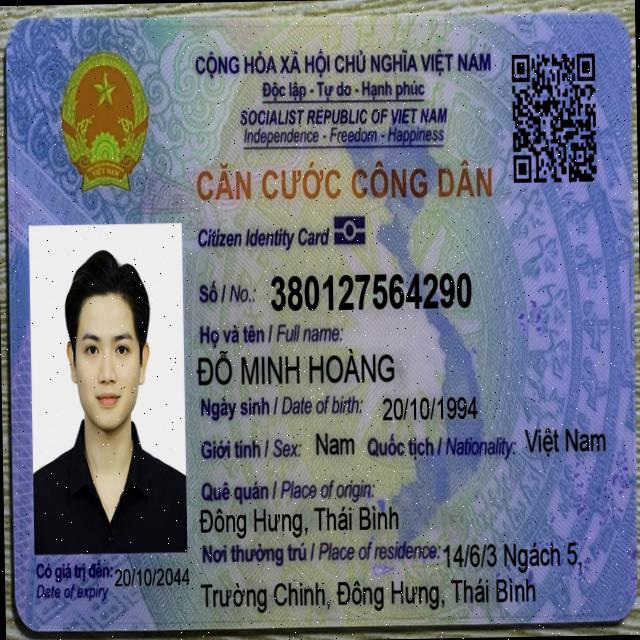 CỘNG HÒA XÃ HỘI CHỦ NGHĨA VIỆT NAM
Độc lập - Tự do - Hạnh phúc
SOCIALIST REPUBLIC OF VIET NAM
Independence - Freedom - Happiness
CĂN CƯỚC CÔNG DÂN
Citizen Identity Card
Số / No.: 380127564290
Họ và tên / Full name:
ĐỖ MINH HOÀNG
Ngày sinh / Date of birth: 20/10/1994
Giới tính / Sex: Nam Quốc tịch / Nationality: Việt Nam
Quê quán / Place of origin:
Đông Hưng, Thái Bình
Nơi thường trú / Place of residence: 14/6/3 Ngách 5,
Trường Chinh, Đông Hưng, Thái Bình
Có giá trị đến: 20/10/2044
Date of expiry
VIỆT NAM